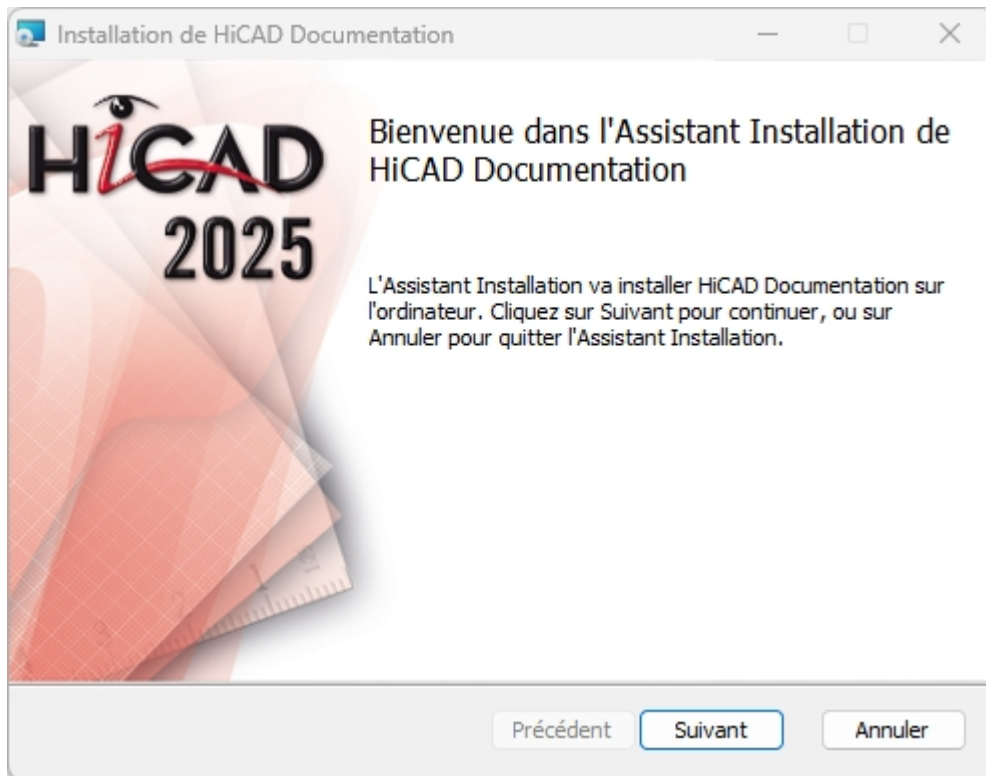 Installation de HiCAD Documentation
HiCAD
2025
Bienvenue dans l'Assistant Installation de
HiCAD Documentation
L'Assistant Installation va installer HiCAD Documentation sur
l'ordinateur. Cliquez sur Suivant pour continuer, ou sur
Annuler pour quitter l'Assistant Installation.
Précédent
Suivant
Annuler